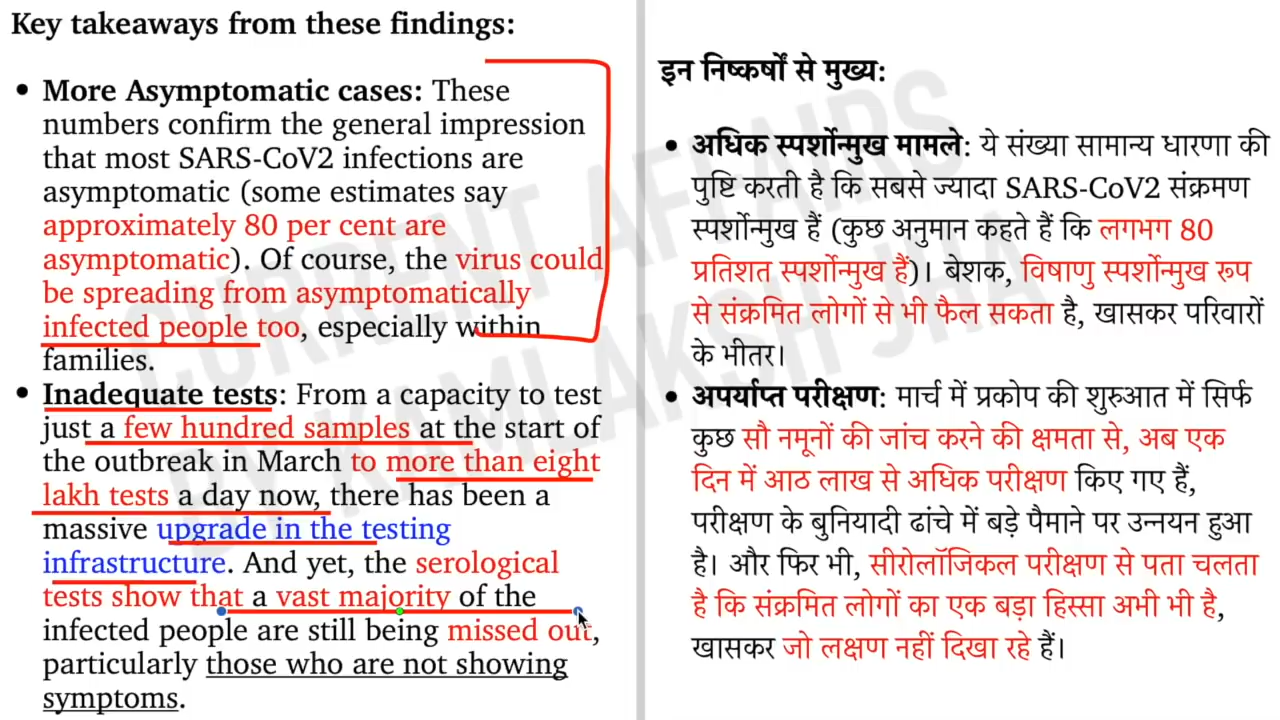 Key takeaways from these findings:
• More Asymptomatic cases: These
numbers confirm the general impression
that most SARS-CoV2 infections are
asymptomatic (some estimates say
approximately 80 per cent are
asymptomatic). Of course, the virus could
be spreading from asymptomatically
infected people too, especially within
families.
• Inadequate tests: From a capacity to test
just a few hundred samples at the start of
the outbreak in March to more than eight
lakh tests a day now, there has been a
massive upgrade in the testing
infrastructure. And yet, the serological
tests show that a vast majority of the
infected people are still being missed out,
particularly those who are not showing
symptoms.
इन निष्कर्षों से मुख्य:
• अधिक स्पर्शोन्मुख मामले: ये संख्या सामान्य धारणा की
पुष्टि करती है कि सबसे ज्यादा SARS-CoV2 संक्रमण
स्पर्शोन्मुख हैं (कुछ अनुमान कहते हैं कि लगभग 80
प्रतिशत स्पर्शोन्मुख हैं)। बेशक, विषाणु स्पर्शोन्मुख रूप
से संक्रमित लोगों से भी फैल सकता है, खासकर परिवारों
के भीतर।
• अपर्याप्त परीक्षण: मार्च में प्रकोप की शुरुआत में सिर्फ
कुछ सौ नमूनों की जांच करने की क्षमता से, अब एक
दिन में आठ लाख से अधिक परीक्षण किए गए हैं,
परीक्षण के बुनियादी ढांचे में बड़े पैमाने पर उन्नयन हुआ
है। और फिर भी, सीरोलॉजिकल परीक्षण से पता चलता
है कि संक्रमित लोगों का एक बड़ा हिस्सा अभी भी है,
खासकर जो लक्षण नहीं दिखा रहे हैं।
CURRENT AFFAIRS
BY KAMLAKSH JHA